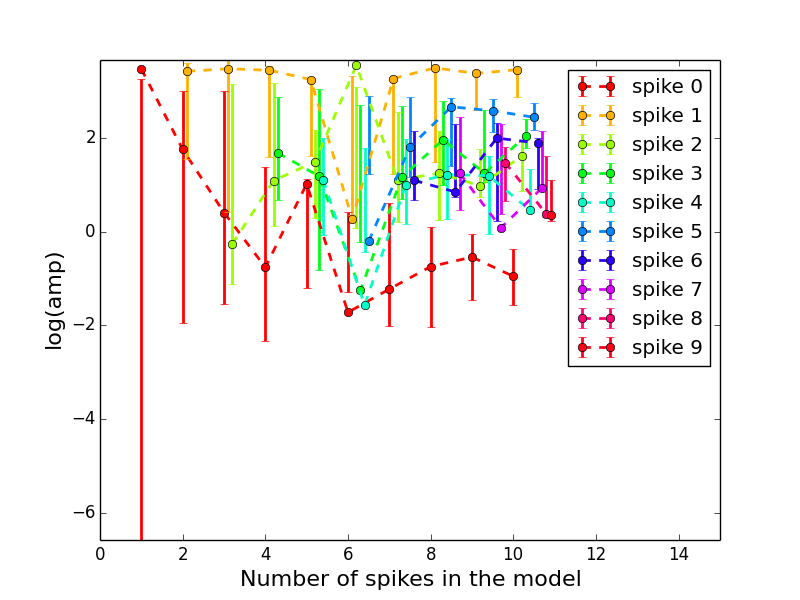 2
0
−2
−4
−6
0 2 4 6 8 10 12 14
log(amp)
Number of spikes in the model
spike 0
spike 1
spike 2
spike 3
spike 4
spike 5
spike 6
spike 7
spike 8
spike 9